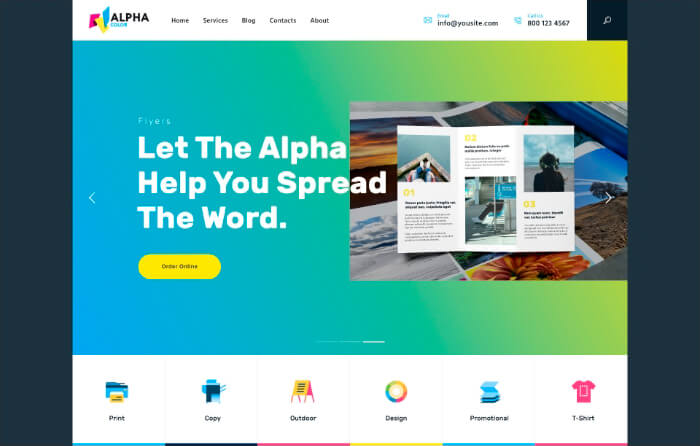 ALPHA
COLOR
Home Services Blog Contacts About
Email
info@yousite.com
Call Us
800 123 4567
Flyers
Let The Alpha
Help You Spread
The Word.
Order Online
01
02
03
Print Copy Outdoor Design Promotional T-Shirt